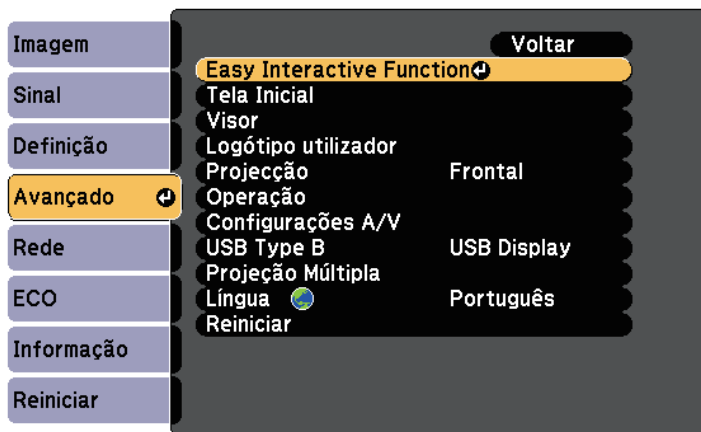 Imagem
Sinal
Definição
Avançado
Rede
ECO
Informação
Reiniciar
Voltar
Easy Interactive Function
Tela Inicial
Visor
Logótipo utilizador
Projecção Frontal
Operação
Configurações A/V
USB Type B USB Display
Projeção Múltipla
Língua Português
Reiniciar